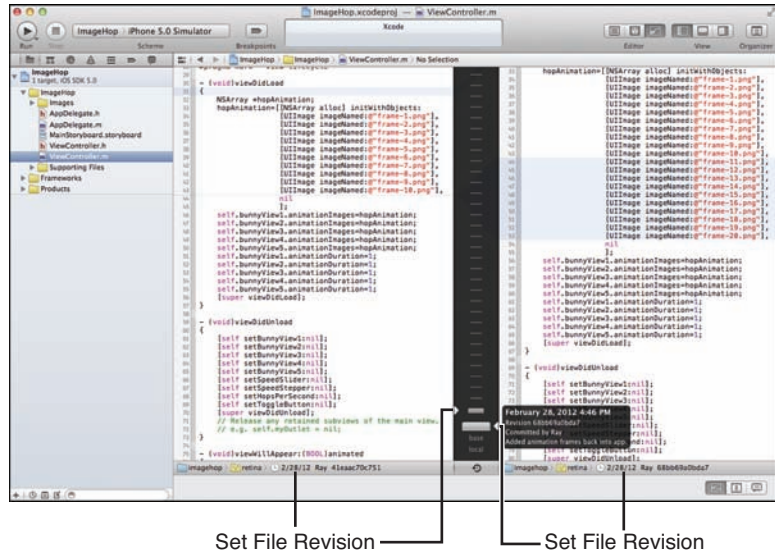 ImageHop.xcodeproj — ViewController.m
ImageHop
iPhone 5.0 Simulator
Xcode
Run
Scheme
Breakpoints
Editor
View
Organizer
ImageHop
1 target, iOS SDK 5.0
ImageHop
Images
AppDelegate.h
AppDelegate.m
MainStoryboard.storyboard
ViewController.h
ViewController.m
Supporting Files
Frameworks
Products
ImageHop
ImageHop
ViewController.m
No Selection
- (void)viewDidLoad
{
NSArray *hopAnimation;
hopAnimation=[[NSArray alloc] initWithObjects:
[UIImage imageNamed:@"frame-1.png"],
[UIImage imageNamed:@"frame-2.png"],
[UIImage imageNamed:@"frame-3.png"],
[UIImage imageNamed:@"frame-4.png"],
[UIImage imageNamed:@"frame-5.png"],
[UIImage imageNamed:@"frame-6.png"],
[UIImage imageNamed:@"frame-7.png"],
[UIImage imageNamed:@"frame-8.png"],
[UIImage imageNamed:@"frame-9.png"],
[UIImage imageNamed:@"frame-10.png"],
nil
];
self.bunnyView1.animationImages=hopAnimation;
self.bunnyView2.animationImages=hopAnimation;
self.bunnyView3.animationImages=hopAnimation;
self.bunnyView4.animationImages=hopAnimation;
self.bunnyView5.animationImages=hopAnimation;
self.bunnyView1.animationDuration=1;
self.bunnyView2.animationDuration=1;
self.bunnyView3.animationDuration=1;
self.bunnyView4.animationDuration=1;
self.bunnyView5.animationDuration=1;
[super viewDidLoad];
}
- (void)viewDidUnload
{
[self setBunnyView1:nil];
[self setBunnyView2:nil];
[self setBunnyView3:nil];
[self setBunnyView4:nil];
[self setBunnyView5:nil];
[self setSpeedSlider:nil];
[self setSpeedStepper:nil];
[self setHopsPerSecond:nil];
[self setToggleButton:nil];
[super viewDidUnload];
// Release any retained subviews of the main view.
// e.g. self.myOutlet = nil;
}
- (void)viewWillAppear:(BOOL)animated
hopAnimation=[[NSArray alloc] initWithObjects:
[UIImage imageNamed:@"frame-1.png"],
[UIImage imageNamed:@"frame-2.png"],
[UIImage imageNamed:@"frame-3.png"],
[UIImage imageNamed:@"frame-4.png"],
[UIImage imageNamed:@"frame-5.png"],
[UIImage imageNamed:@"frame-6.png"],
[UIImage imageNamed:@"frame-7.png"],
[UIImage imageNamed:@"frame-8.png"],
[UIImage imageNamed:@"frame-9.png"],
[UIImage imageNamed:@"frame-10.png"],
[UIImage imageNamed:@"frame-11.png"],
[UIImage imageNamed:@"frame-12.png"],
[UIImage imageNamed:@"frame-13.png"],
[UIImage imageNamed:@"frame-14.png"],
[UIImage imageNamed:@"frame-15.png"],
[UIImage imageNamed:@"frame-16.png"],
[UIImage imageNamed:@"frame-17.png"],
[UIImage imageNamed:@"frame-18.png"],
[UIImage imageNamed:@"frame-19.png"],
[UIImage imageNamed:@"frame-20.png"],
nil
];
self.bunnyView1.animationImages=hopAnimation;
self.bunnyView2.animationImages=hopAnimation;
self.bunnyView3.animationImages=hopAnimation;
self.bunnyView4.animationImages=hopAnimation;
self.bunnyView5.animationImages=hopAnimation;
self.bunnyView1.animationDuration=1;
self.bunnyView2.animationDuration=1;
self.bunnyView3.animationDuration=1;
self.bunnyView4.animationDuration=1;
self.bunnyView5.animationDuration=1;
[super viewDidLoad];
}
- (void)viewDidUnload
{
[self setBunnyView1:nil];
[self setBunnyView2:nil];
February 28, 2012 4:46 PM
Revision 68bb69a0bda7
Committed by Ray
Added animation frames back into app.
[self setToggleButton:nil];
[super viewDidUnload];
base
local
imagehop
retina
2/28/12 Ray 41eaac70c751
imagehop
retina
2/28/12 Ray 68bb69a0bda7
Set File Revision
Set File Revision